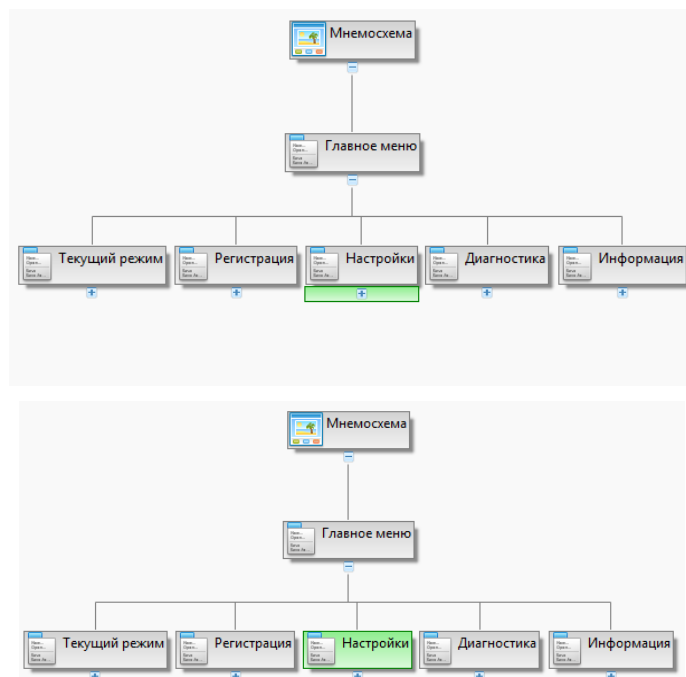 Мнемосхема
Главное меню
Текущий режим
Регистрация
Настройки
Диагностика
Информация
Мнемосхема
Главное меню
Текущий режим
Регистрация
Настройки
Диагностика
Информация